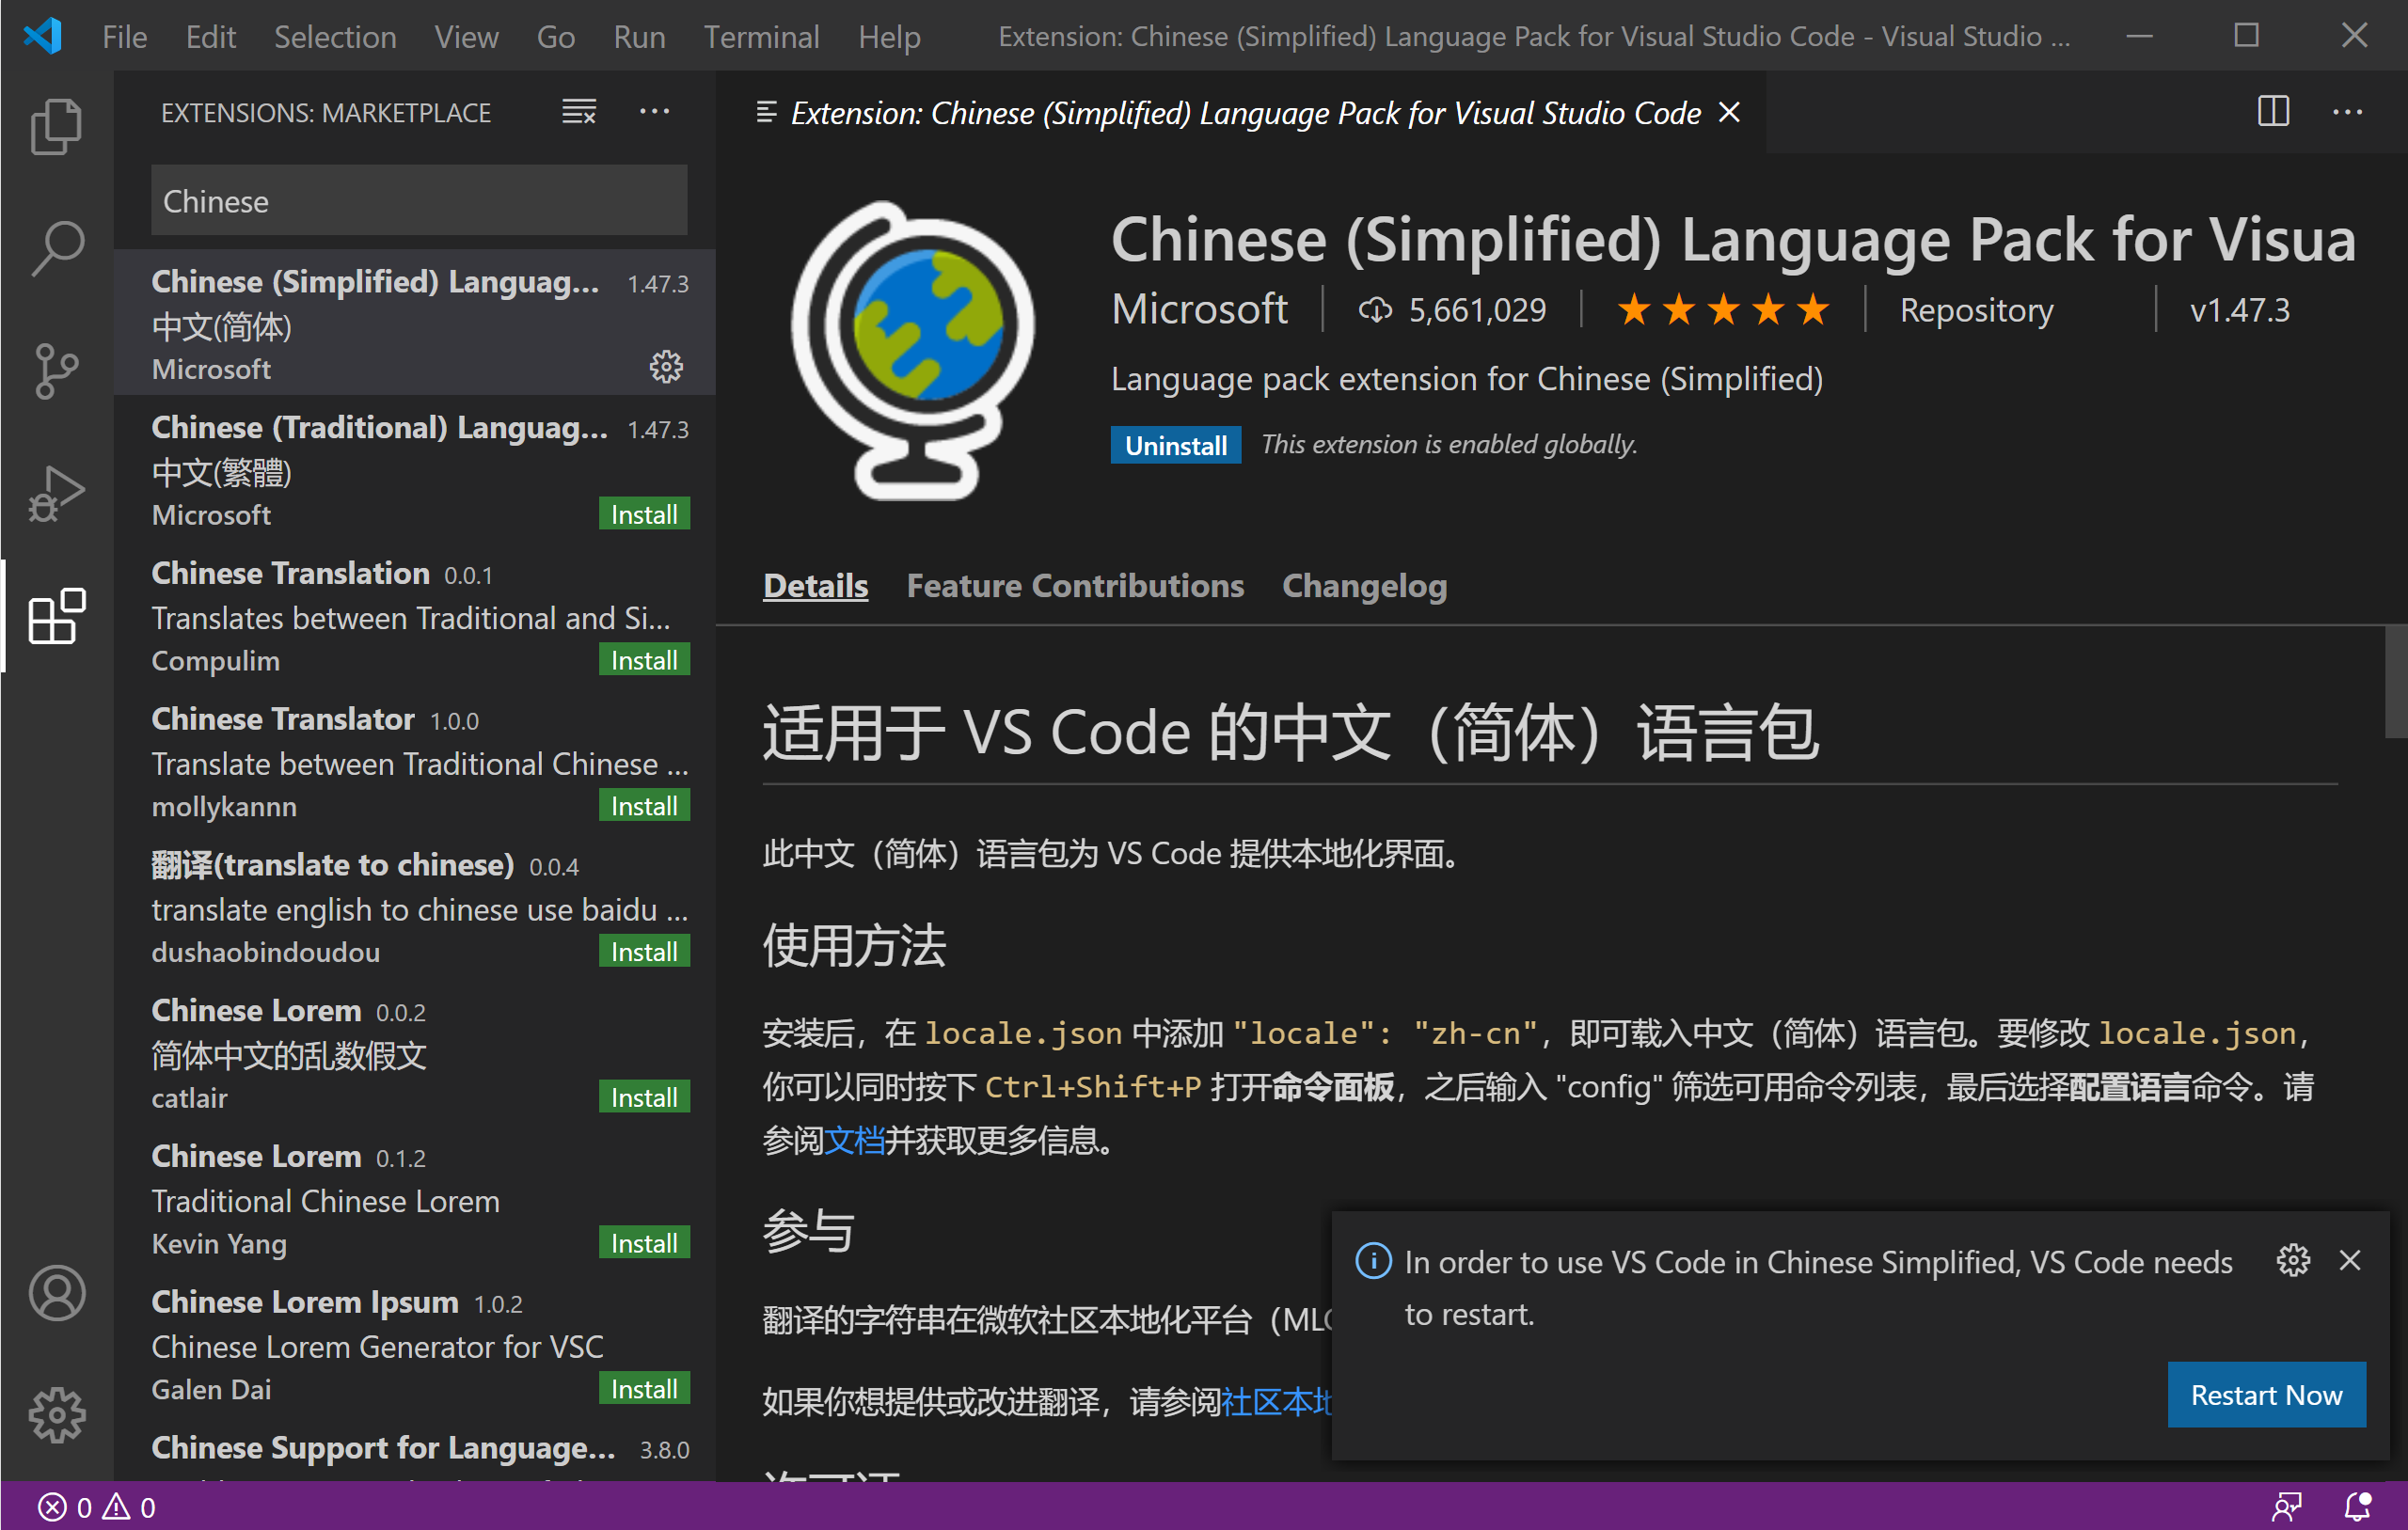 File Edit Selection View Go Run Terminal Help Extension: Chinese (Simplified) Language Pack for Visual Studio Code - Visual Studio ...
EXTENSIONS: MARKETPLACE
Chinese
Chinese (Simplified) Languag... 1.47.3
中文(简体)
Microsoft
Chinese (Traditional) Languag... 1.47.3
中文(繁體)
Microsoft Install
Chinese Translation 0.0.1
Translates between Traditional and Si...
Compulim Install
Chinese Translator 1.0.0
Translate between Traditional Chinese ...
mollykannn Install
翻译(translate to chinese) 0.0.4
translate english to chinese use baidu ...
dushaobindoudou Install
Chinese Lorem 0.0.2
简体中文的乱数假文
catlair Install
Chinese Lorem 0.1.2
Traditional Chinese Lorem
Kevin Yang Install
Chinese Lorem Ipsum 1.0.2
Chinese Lorem Generator for VSC
Galen Dai Install
Chinese Support for Language... 3.8.0
Extension: Chinese (Simplified) Language Pack for Visual Studio Code
Chinese (Simplified) Language Pack for Visua
Microsoft 5,661,029 Repository v1.47.3
Language pack extension for Chinese (Simplified)
Uninstall This extension is enabled globally.
Details Feature Contributions Changelog
适用于 VS Code 的中文（简体）语言包
此中文（简体）语言包为 VS Code 提供本地化界面。
使用方法
安装后，在 locale.json 中添加 "locale": "zh-cn"，即可载入中文（简体）语言包。要修改 locale.json，
你可以同时按下 Ctrl+Shift+P 打开命令面板，之后输入 "config" 筛选可用命令列表，最后选择配置语言命令。请
参阅文档并获取更多信息。
参与
翻译的字符串在微软社区本地化平台（ML
如果你想提供或改进翻译，请参阅社区本地
In order to use VS Code in Chinese Simplified, VS Code needs
to restart.
Restart Now
0 0